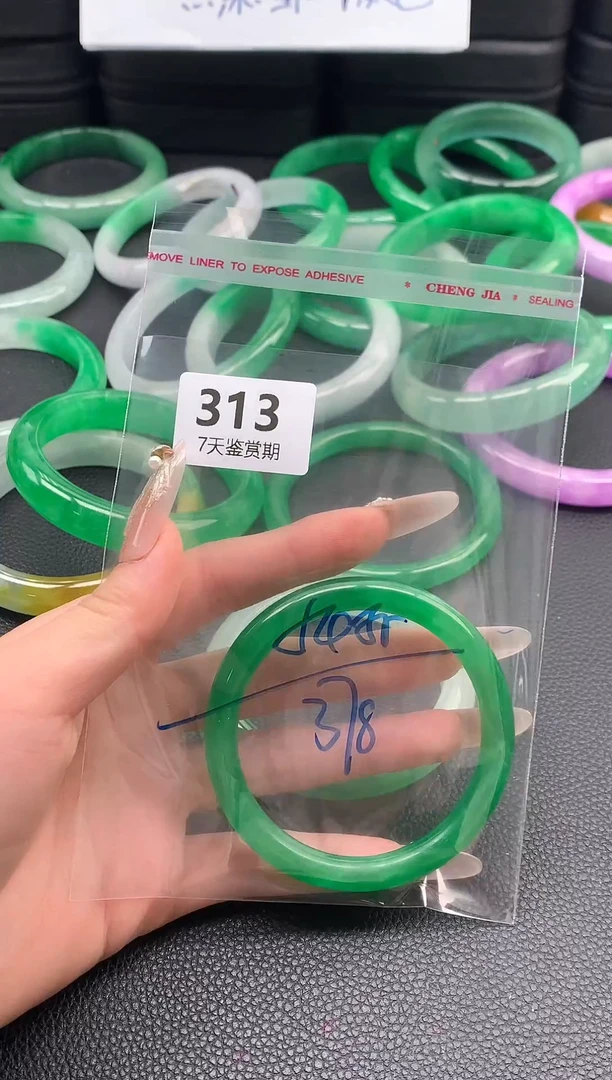 MOVE LINER TO EXPOSE ADHESIVE * CHENG JIA * SEALING
313
7天鉴赏期
378